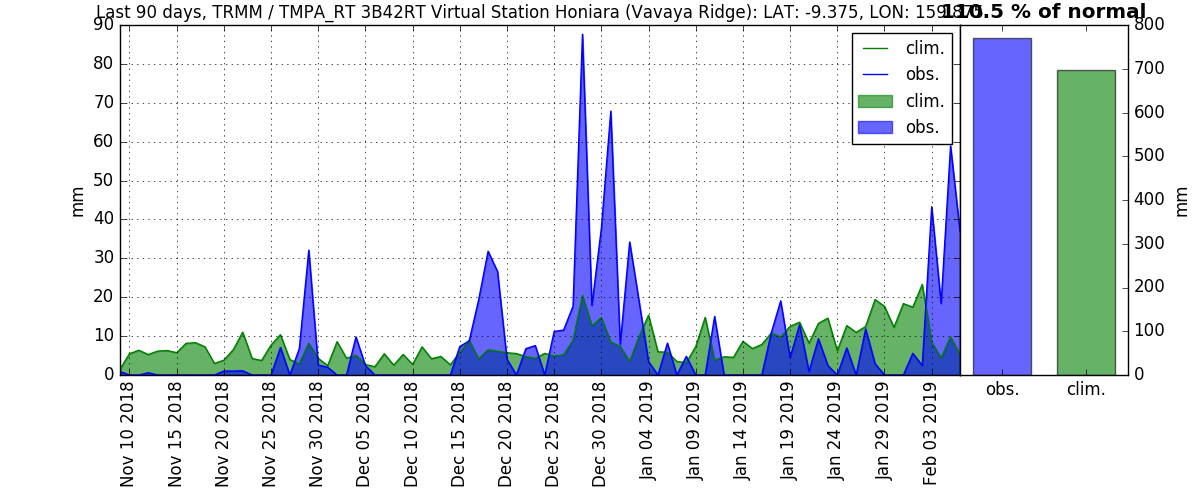 Last 90 days, TRMM / TMPA_RT 3B42RT Virtual Station Honiara (Vavaya Ridge): LAT: -9.375, LON:
110.5 % of normal
90
80
70
60
50
40
30
20
10
0
mm
clim.
obs.
clim.
obs.
800
700
600
500
400
300
200
100
0
mm
obs.
clim.
Nov 10 2018
Nov 15 2018
Nov 20 2018
Nov 25 2018
Nov 30 2018
Dec 05 2018
Dec 10 2018
Dec 15 2018
Dec 20 2018
Dec 25 2018
Dec 30 2018
Jan 04 2019
Jan 09 2019
Jan 14 2019
Jan 19 2019
Jan 24 2019
Jan 29 2019
Feb 03 2019